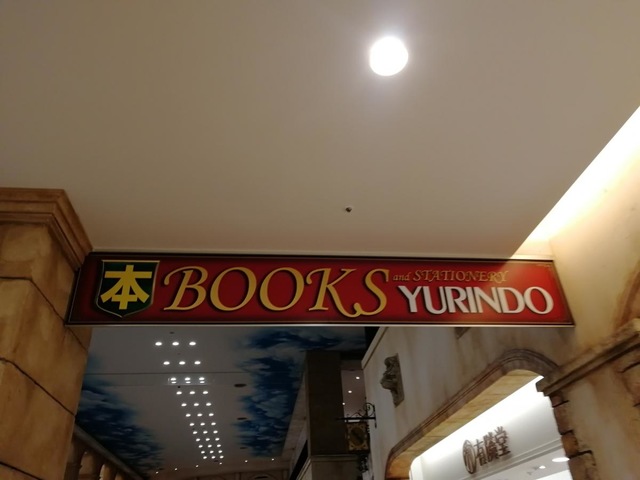 本
BOOKS and STATIONERY
YURINDO
有隣堂